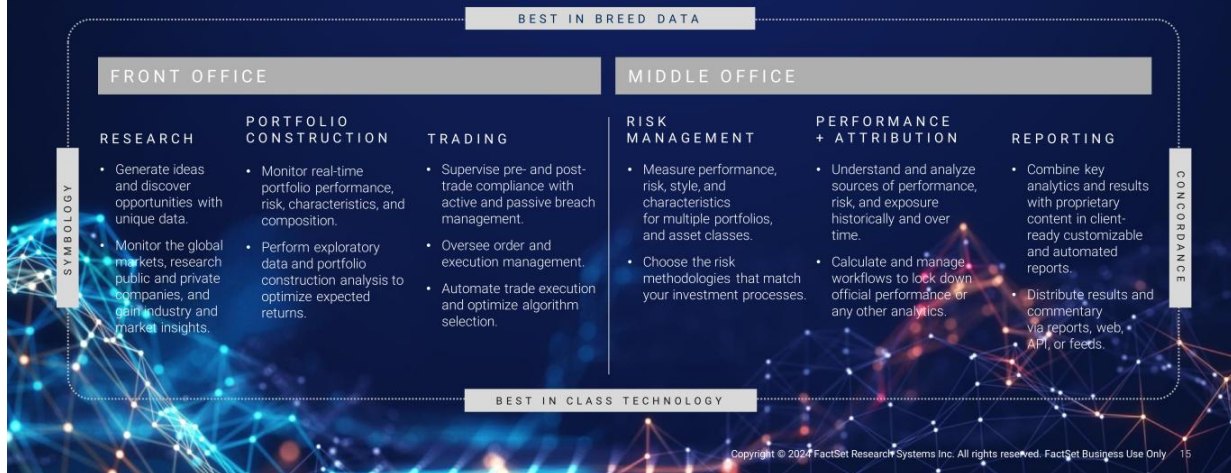 BEST IN BREED DATA
FRONT OFFICE
MIDDLE OFFICE
SYMBOLOGY
RESEARCH
• Generate ideas
and discover
opportunities with
unique data.
• Monitor the global
markets, research
public and private
companies, and
gain industry and
market insights.
PORTFOLIO
CONSTRUCTION
• Monitor real-time
portfolio performance,
risk, characteristics, and
composition.
• Perform exploratory
data and portfolio
construction analysis to
optimize expected
returns.
TRADING
• Supervise pre- and post-
trade compliance with
active and passive breach
management.
• Oversee order and
execution management.
• Automate trade execution
and optimize algorithm
selection.
RISK
MANAGEMENT
• Measure performance,
risk, style, and
characteristics
for multiple portfolios,
and asset classes.
• Choose the risk
methodologies that match
your investment processes.
PERFORMANCE
+ ATTRIBUTION
• Understand and analyze
sources of performance,
risk, and exposure
historically and over
time.
• Calculate and manage
workflows to lock down
official performance or
any other analytics.
REPORTING
• Combine key
analytics and results
with proprietary
content in client-
ready customizable
and automated
reports.
• Distribute results and
commentary
via reports, web,
API, or feeds.
CONCORDANCE
BEST IN CLASS TECHNOLOGY
Copyright © 2024 FactSet Research Systems Inc. All rights reserved. FactSet Business Use Only 15